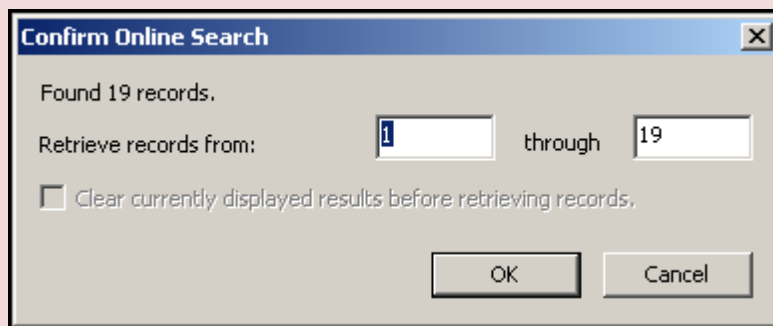 Confirm Online Search
Found 19 records.
Retrieve records from: 1 through 19
Clear currently displayed results before retrieving records.
OK Cancel